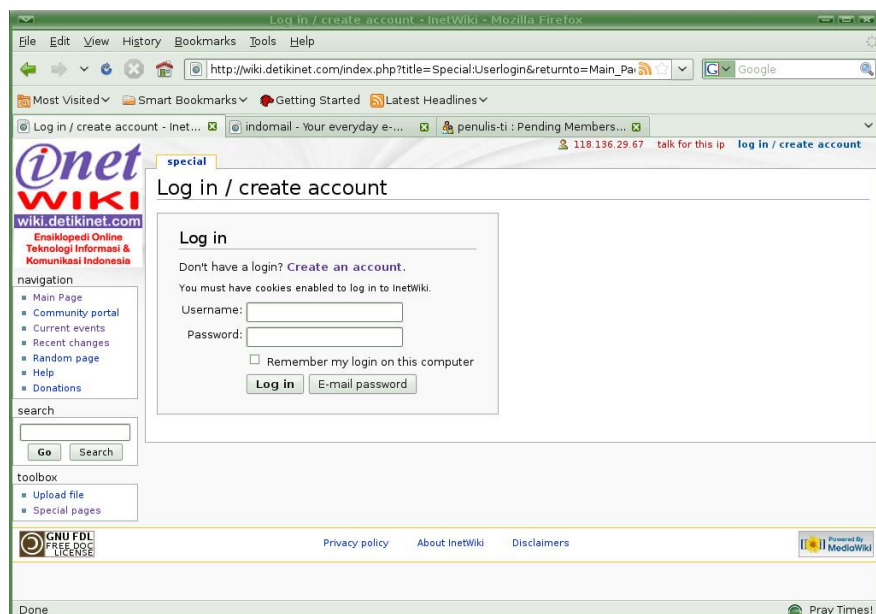 Log in / create account - InetWiki - Mozilla Firefox
File Edit View History Bookmarks Tools Help
http://wiki.detikinet.com/index.php?title=Special:Userlogin&returnto=Main_Pa
Google
Most Visited Smart Bookmarks Getting Started Latest Headlines
Log in / create account - Inet... indomail - Your everyday e-... penulis-ti : Pending Members...
118.136.29.67 talk for this ip log in / create account
inet
WIKI
wiki.detikinet.com
Ensiklopedi Online
Teknologi Informasi &
Komunikasi Indonesia
special
Log in / create account
Log in
Don't have a login? Create an account.
You must have cookies enabled to log in to InetWiki.
Username:
Password:
Remember my login on this computer
Log in E-mail password
navigation
Main Page
Community portal
Current events
Recent changes
Random page
Help
Donations
search
Go Search
toolbox
Upload file
Special pages
GNU FDL
FREE DOC
LICENSE
Privacy policy About InetWiki Disclaimers
Powered By
MediaWiki
Done
Pray Times!